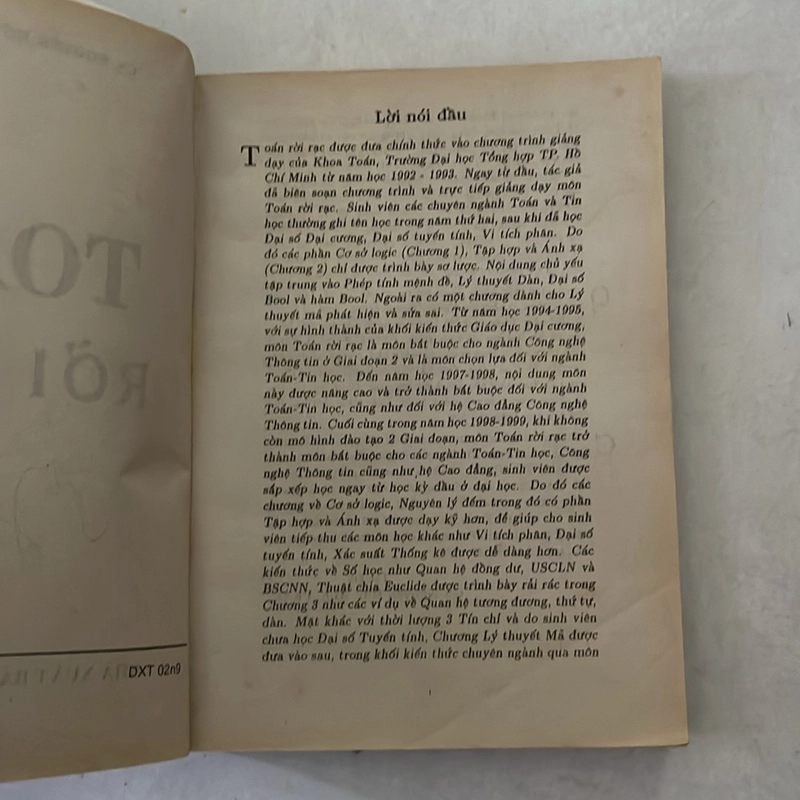 Lời nói đầu
Toán rời rạc được đưa chính thức vào chương trình giảng
dạy của Khoa Toán, Trường Đại học Tổng hợp TP. Hồ
Chí Minh từ năm học 1992 - 1993. Ngay từ đầu, tác giả
đã biên soạn chương trình và trực tiếp giảng dạy môn
Toán rời rạc. Sinh viên các chuyên ngành Toán và Tin
học thường ghi tên học trong năm thứ hai, sau khi đã học
Đại số Đại cương, Đại số tuyến tính, Vi tích phân. Do
đó các phần Cơ sở logic (Chương 1), Tập hợp và Ánh xạ
(Chương 2) chỉ được trình bày sơ lược. Nội dung chủ yếu
tập trung vào Phép tính mệnh đề, Lý thuyết Dàn, Đại số
Bool và hàm Bool. Ngoài ra có một chương dành cho Lý
thuyết mã phát hiện và sửa sai. Từ năm học 1994-1995,
với sự hình thành của khối kiến thức Giáo dục Đại cương,
môn Toán rời rạc là môn bắt buộc cho ngành Công nghệ
Thông tin ở Giai đoạn 2 và là môn chọn lựa đối với ngành
Toán-Tin học. Đến năm học 1997-1998, nội dung môn
này được nâng cao và trở thành bắt buộc đối với ngành
Toán-Tin học, cũng như đối với hệ Cao đẳng Công nghệ
Thông tin. Cuối cùng trong năm học 1998-1999, khi không
còn mô hình đào tạo 2 Giai đoạn, môn Toán rời rạc trở
thành môn bắt buộc cho các ngành Toán-Tin học, Công
nghệ Thông tin cũng như hệ Cao đẳng, sinh viên được
sắp xếp học ngay từ học kỳ đầu ở đại học. Do đó các
chương về Cơ sở logic, Nguyên lý đếm trong đó có phần
Tập hợp và Ánh xạ được dạy kỹ hơn, để giúp cho sinh
viên tiếp thu các môn học khác như Vi tích phân, Đại số
tuyến tính, Xác suất Thống kê được dễ dàng hơn. Các
kiến thức về Số học như Quan hệ đồng dư, USCLN và
BSCNN, Thuật chia Euclide được trình bày rải rác trong
Chương 3 như các ví dụ về Quan hệ tương đương, thứ tự,
dàn. Mặt khác với thời lượng 3 Tín chỉ và do sinh viên
chưa học Đại số Tuyến tính, Chương Lý thuyết Mã được
đưa vào sau, trong khối kiến thức chuyên ngành qua môn
DXT 02n9